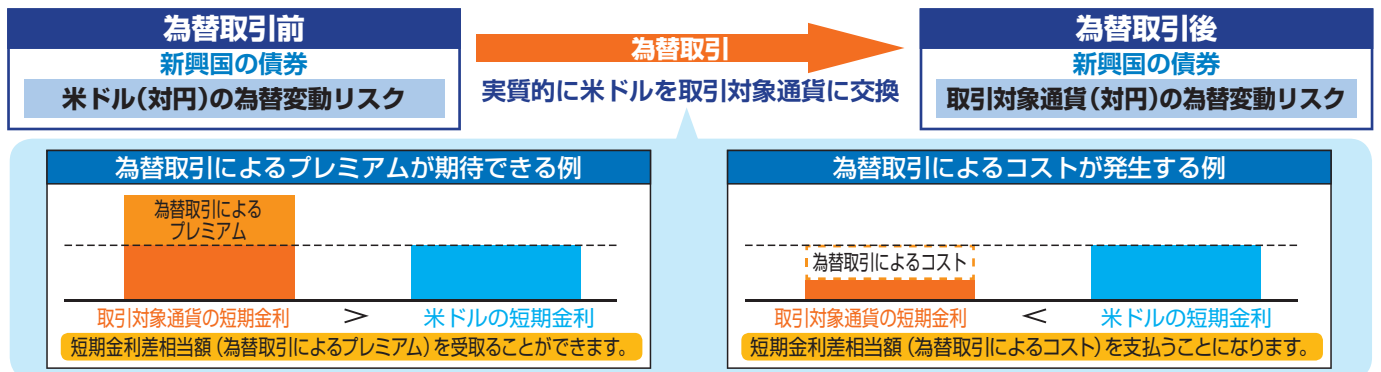 為替取引前
新興国の債券
米ドル(対円)の為替変動リスク
為替取引
実質的に米ドルを取引対象通貨に交換
為替取引後
新興国の債券
取引対象通貨(対円)の為替変動リスク
為替取引によるプレミアムが期待できる例
為替取引による
プレミアム
取引対象通貨の短期金利 > 米ドルの短期金利
短期金利差相当額(為替取引によるプレミアム)を受取ることができます。
為替取引によるコストが発生する例
為替取引によるコスト
取引対象通貨の短期金利 < 米ドルの短期金利
短期金利差相当額(為替取引によるコスト)を支払うことになります。